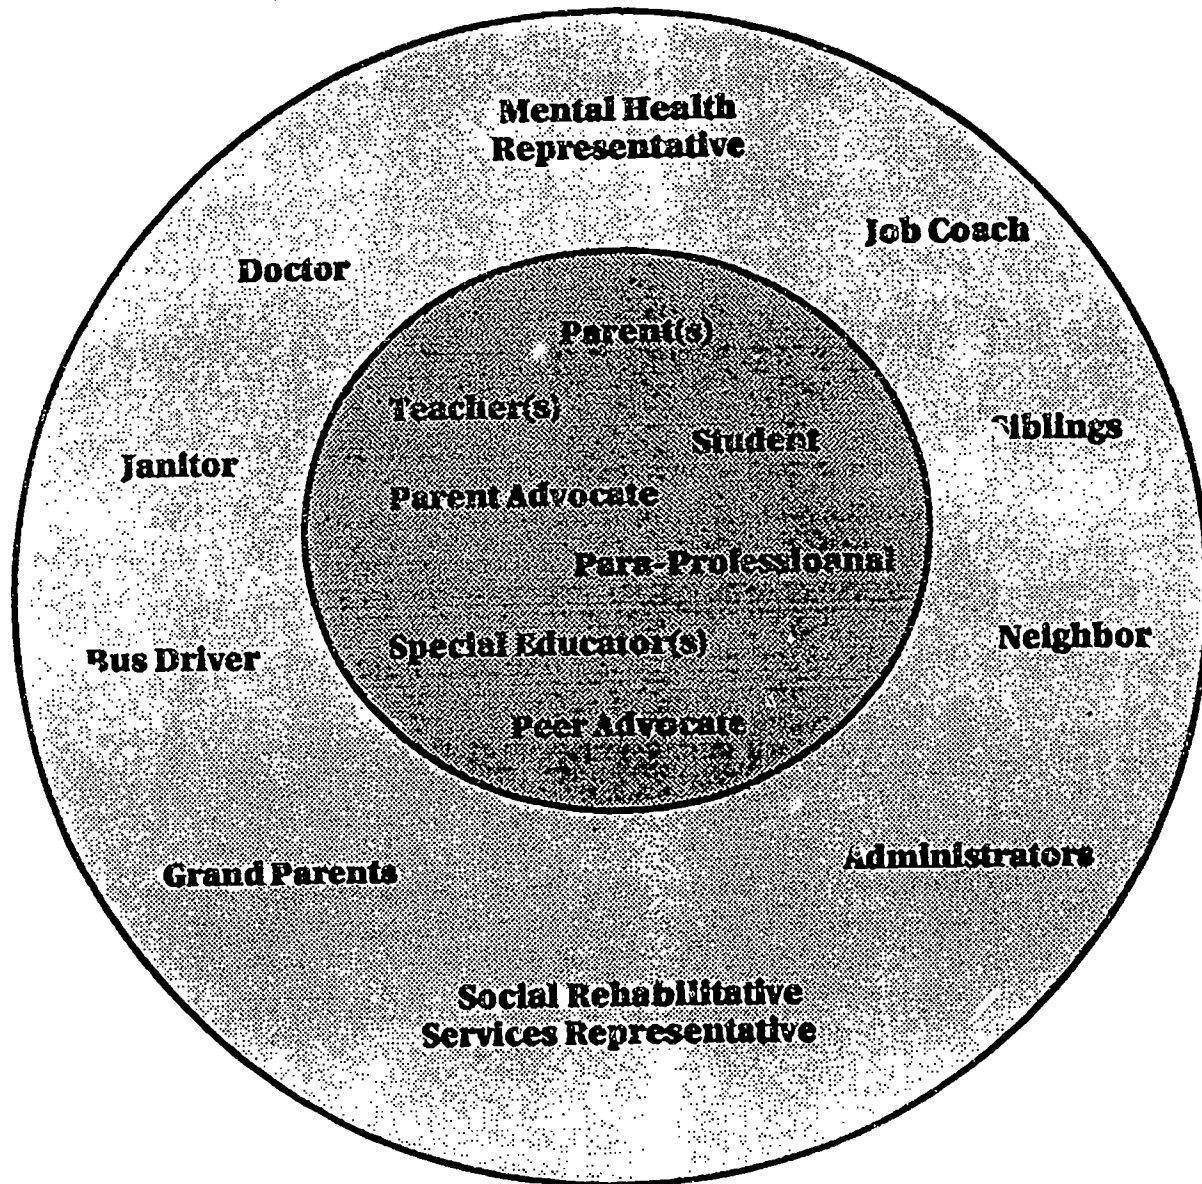 Mental Health
Representative
Job Coach
Doctor
Parent(s)
Teacher(s)
Siblings
Student
Janitor
Parent Advocate
Para-Professioanal
Neighbor
Special Educator(s)
Bus Driver
Peer Advocate
Administrators
Grand Parents
Social Rehabilitative
Services Representative